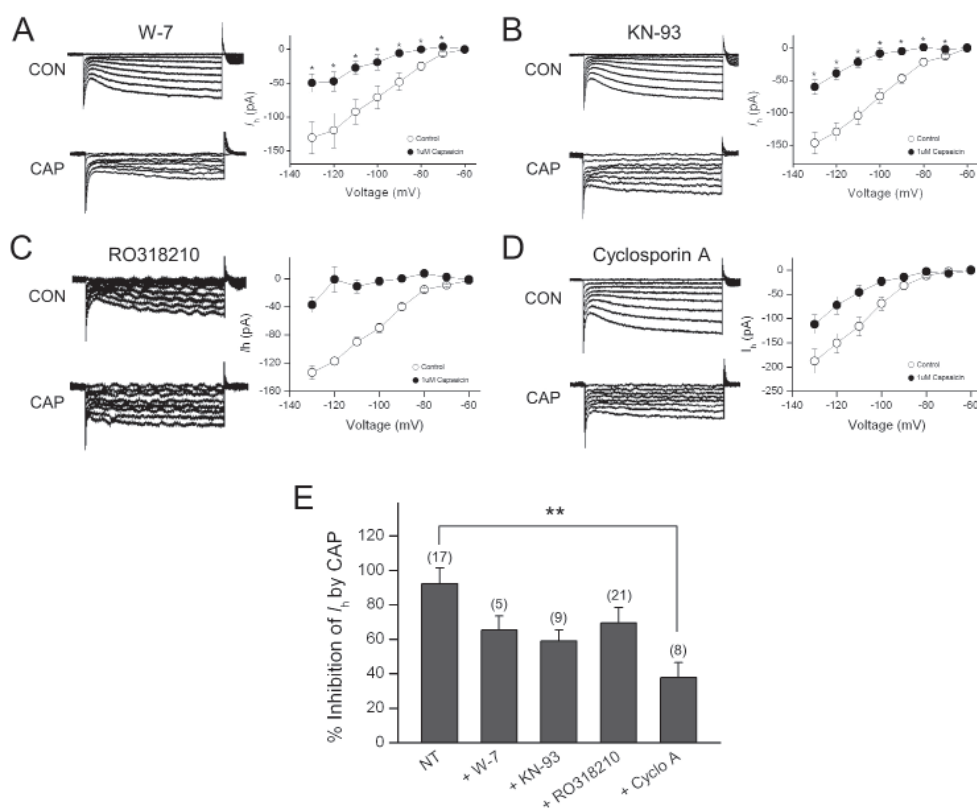 A
W-7
CON
CAP
Ih (pA)
0
-50
-100
-150
* * * * * * *
Control
1uM Capsaicin
-140 -120 -100 -80 -60
Voltage (mV)
B
KN-93
CON
CAP
Ih (pA)
0
-50
-100
-150
* * * * * * *
Control
1uM Capsaicin
-140 -120 -100 -80 -60
Voltage (mV)
C
RO318210
CON
CAP
Ih (pA)
0
-40
-80
-120
-160
Control
1uM Capsaicin
-140 -120 -100 -80 -60
Voltage (mV)
D
Cyclosporin A
CON
CAP
Ih (pA)
0
-50
-100
-150
-200
-250
Control
1uM Capsaicin
-140 -120 -100 -80 -60
Voltage (mV)
E
% Inhibition of Ih by CAP
120
100
80
60
40
20
0
**
(17)
(5)
(9)
(21)
(8)
NT
+ W-7
+ KN-93
+ RO318210
+ Cyclo A